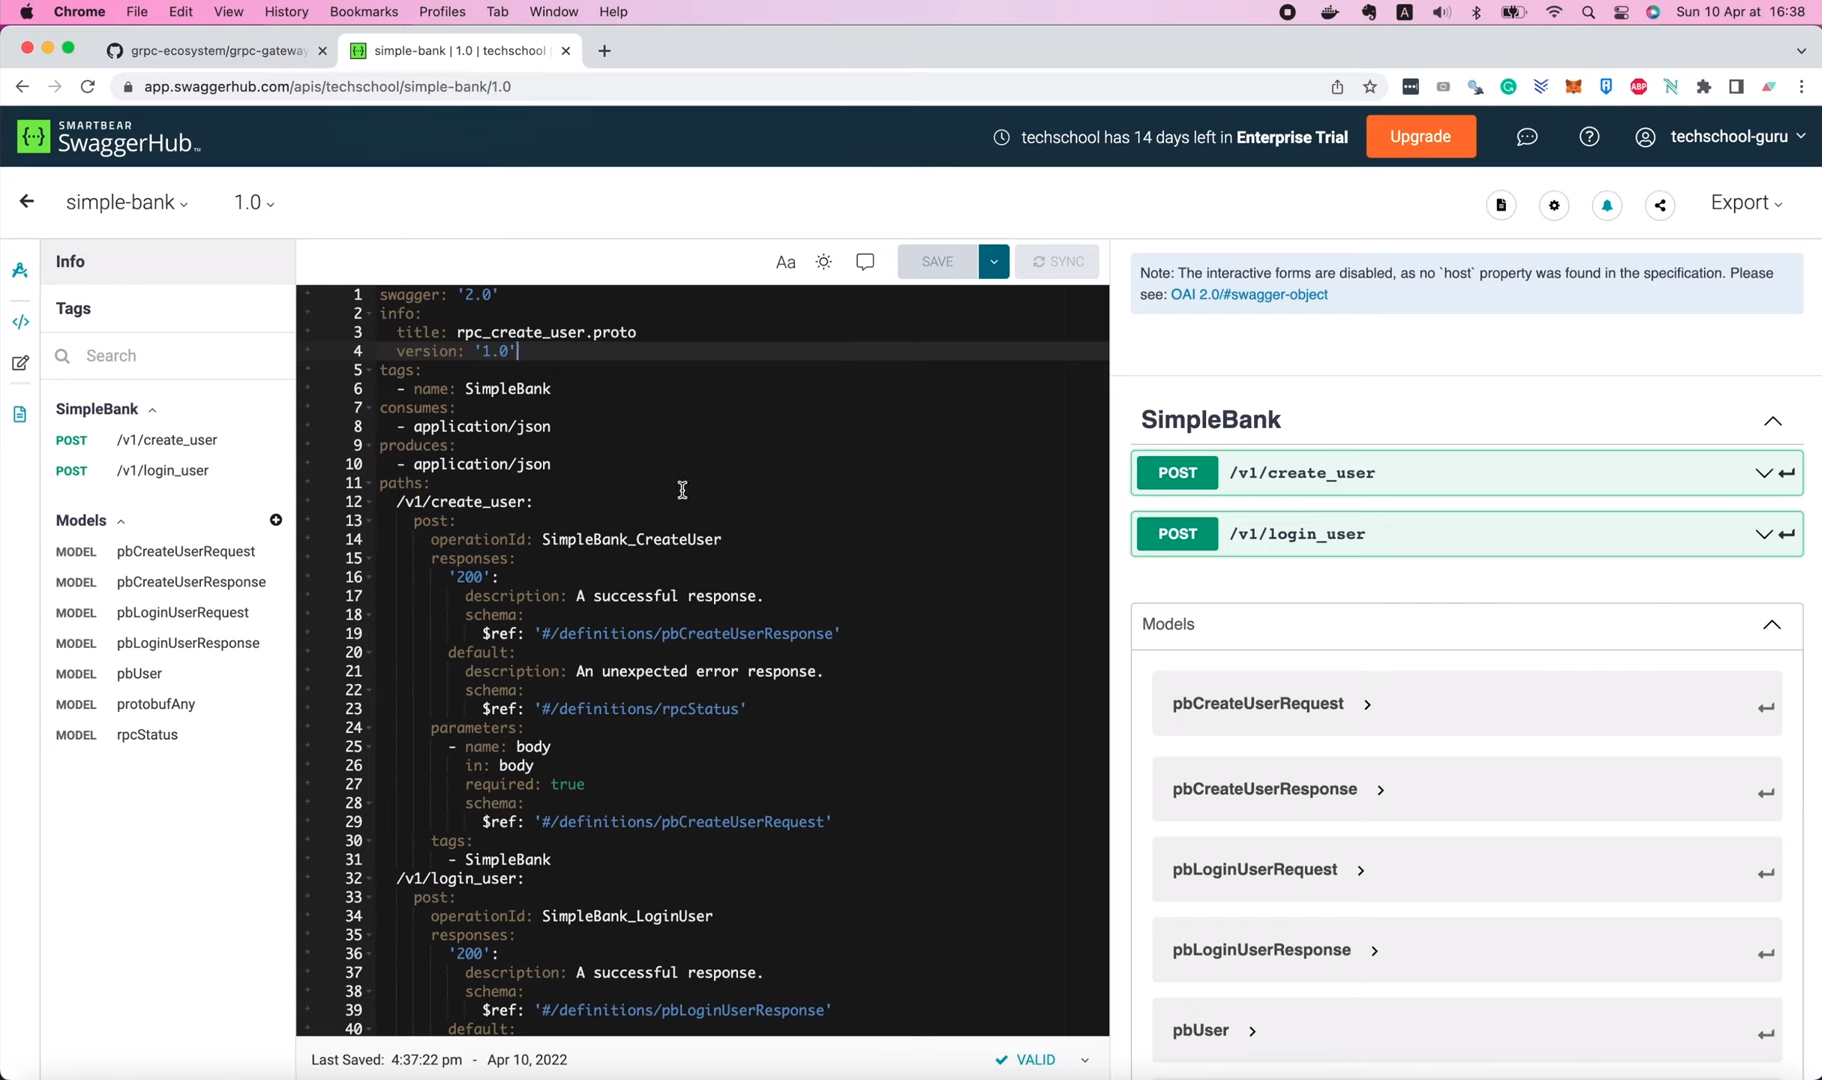 Chrome File Edit View History Bookmarks Profiles Tab Window Help A Sun 10 Apr at 16:38
grpc-ecosystem/grpc-gateway simple-bank | 1.0 | techschool
app.swaggerhub.com/apis/techschool/simple-bank/1.0 ABP
SMARTBEAR
SwaggerHub™
techschool has 14 days left in Enterprise Trial Upgrade techschool-guru
simple-bank 1.0 Export
Info
Tags
Search
SimpleBank
POST /v1/create_user
POST /v1/login_user
Models
MODEL pbCreateUserRequest
MODEL pbCreateUserResponse
MODEL pbLoginUserRequest
MODEL pbLoginUserResponse
MODEL pbUser
MODEL protobufAny
MODEL rpcStatus
Aa SAVE SYNC
1 swagger: '2.0'
2 info:
3 title: rpc_create_user.proto
4 version: '1.0'
5 tags:
6 - name: SimpleBank
7 consumes:
8 - application/json
9 produces:
10 - application/json
11 paths:
12 /v1/create_user:
13 post:
14 operationId: SimpleBank_CreateUser
15 responses:
16 '200':
17 description: A successful response.
18 schema:
19 $ref: '#/definitions/pbCreateUserResponse'
20 default:
21 description: An unexpected error response.
22 schema:
23 $ref: '#/definitions/rpcStatus'
24 parameters:
25 - name: body
26 in: body
27 required: true
28 schema:
29 $ref: '#/definitions/pbCreateUserRequest'
30 tags:
31 - SimpleBank
32 /v1/login_user:
33 post:
34 operationId: SimpleBank_LoginUser
35 responses:
36 '200':
37 description: A successful response.
38 schema:
39 $ref: '#/definitions/pbLoginUserResponse'
40 default:
Last Saved: 4:37:22 pm - Apr 10, 2022 VALID
Note: The interactive forms are disabled, as no `host` property was found in the specification. Please
see: OAI 2.0/#swagger-object
SimpleBank
POST /v1/create_user
POST /v1/login_user
Models
pbCreateUserRequest
pbCreateUserResponse
pbLoginUserRequest
pbLoginUserResponse
pbUser